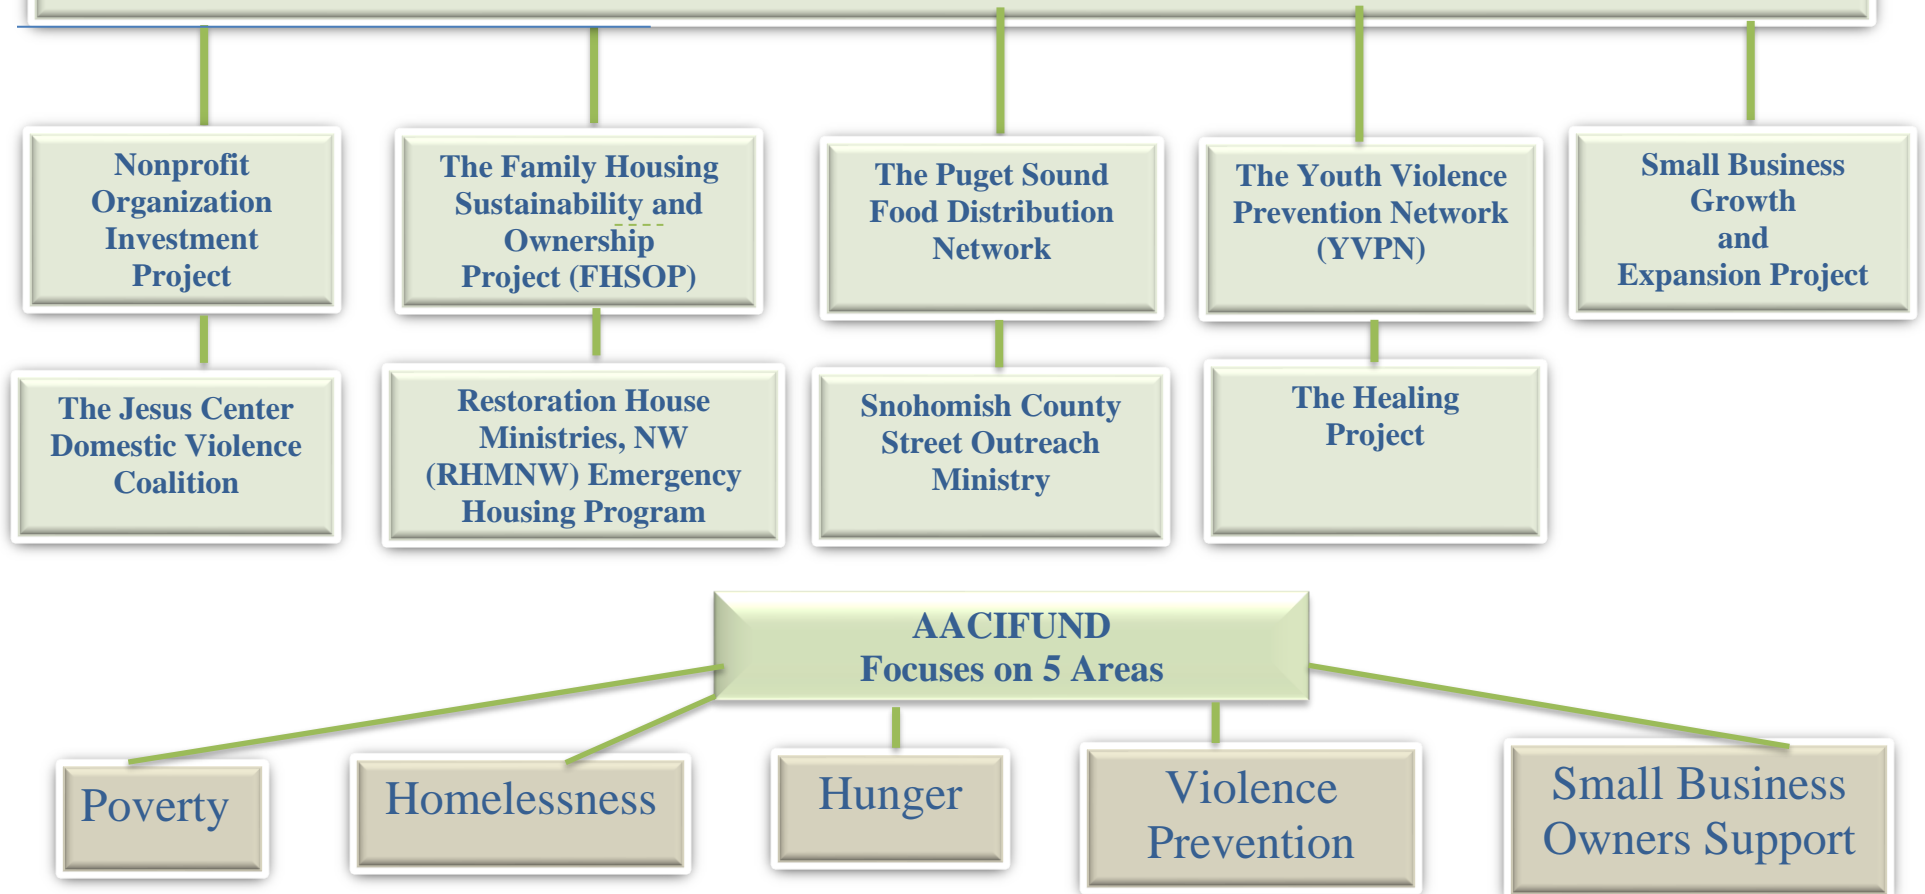 Nonprofit
Organization
Investment
Project
The Family Housing
Sustainability and
Ownership
Project (FHSOP)
The Puget Sound
Food Distribution
Network
The Youth Violence
Prevention Network
(YVPN)
Small Business
Growth
and
Expansion Project
The Jesus Center
Domestic Violence
Coalition
Restoration House
Ministries, NW
(RHMNW) Emergency
Housing Program
Snohomish County
Street Outreach
Ministry
The Healing
Project
AACIFUND
Focuses on 5 Areas
Poverty
Homelessness
Hunger
Violence
Prevention
Small Business
Owners Support